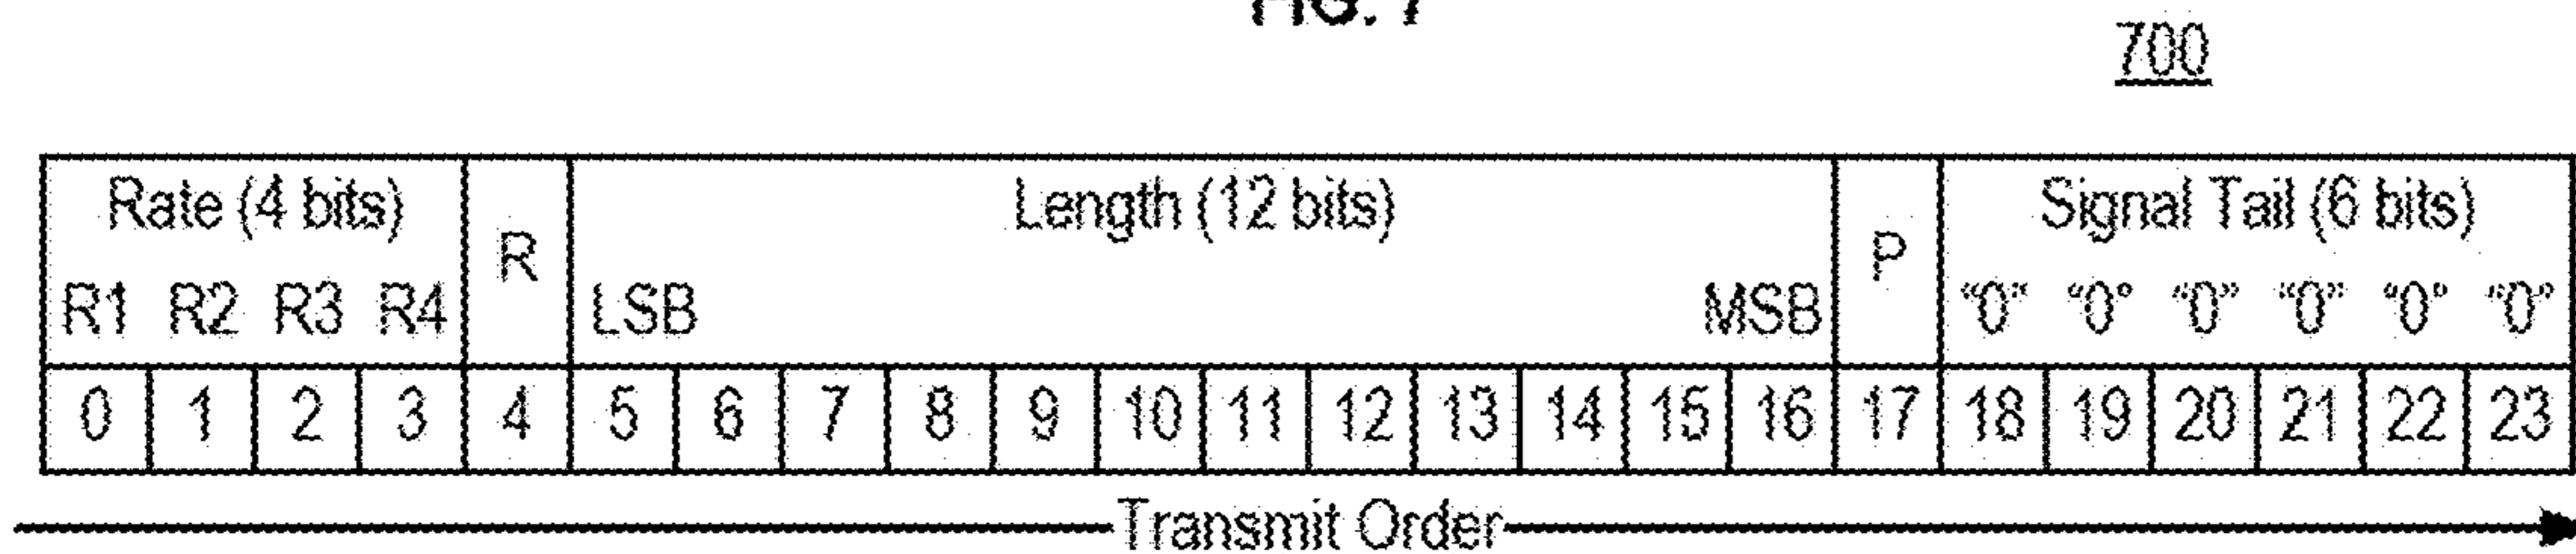 FIG. 7
700
Rate (4 bits) R Length (12 bits) P Signal Tail (6 bits)
R1 R2 R3 R4 LSB MSB "0" "0" "0" "0" "0" "0"
0 1 2 3 4 5 6 7 8 9 10 11 12 13 14 15 16 17 18 19 20 21 22 23
Transmit Order